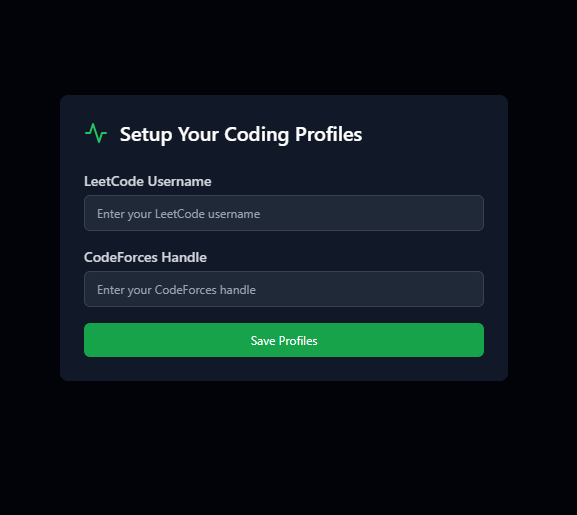 Setup Your Coding Profiles
LeetCode Username
Enter your LeetCode username
CodeForces Handle
Enter your CodeForces handle
Save Profiles